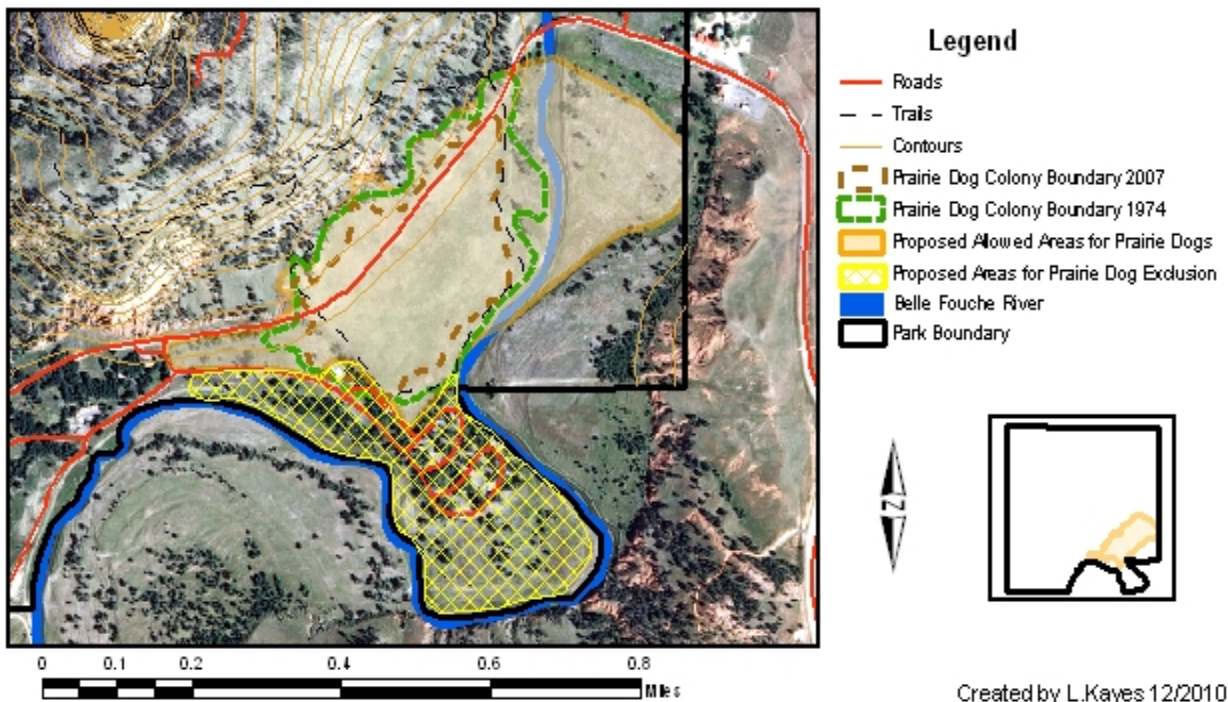 Legend
Roads
Trails
Contours
Prairie Dog Colony Boundary 2007
Prairie Dog Colony Boundary 1974
Proposed Allowed Areas for Prairie Dogs
Proposed Areas for Prairie Dog Exclusion
Belle Fouche River
Park Boundary
N
0 0.1 0.2 0.4 0.6 0.8
Miles
Created by L.Kayes 12/2010